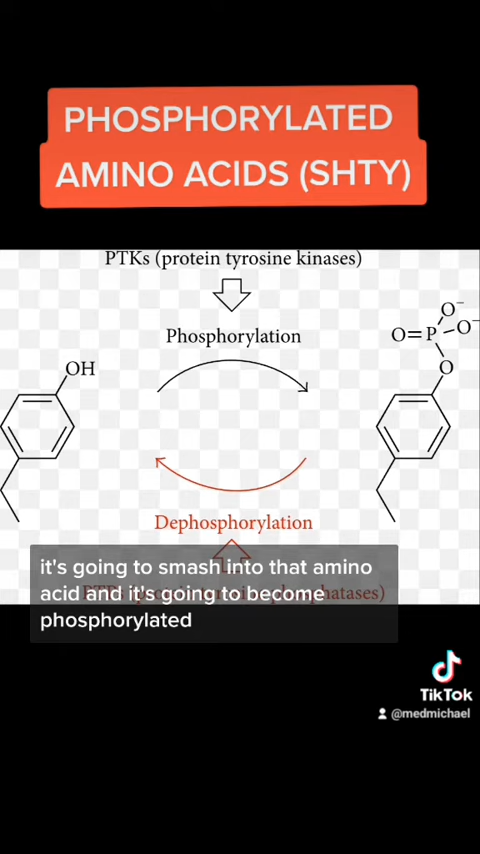 PHOSPHORYLATED
AMINO ACIDS (SHTY)
PTKs (protein tyrosine kinases)
Phosphorylation
OH
O=P
O⁻
O⁻
O
Dephosphorylation
it's going to smash into that amino
acid and it's going to become
phosphorylated
TikTok
@medmichael